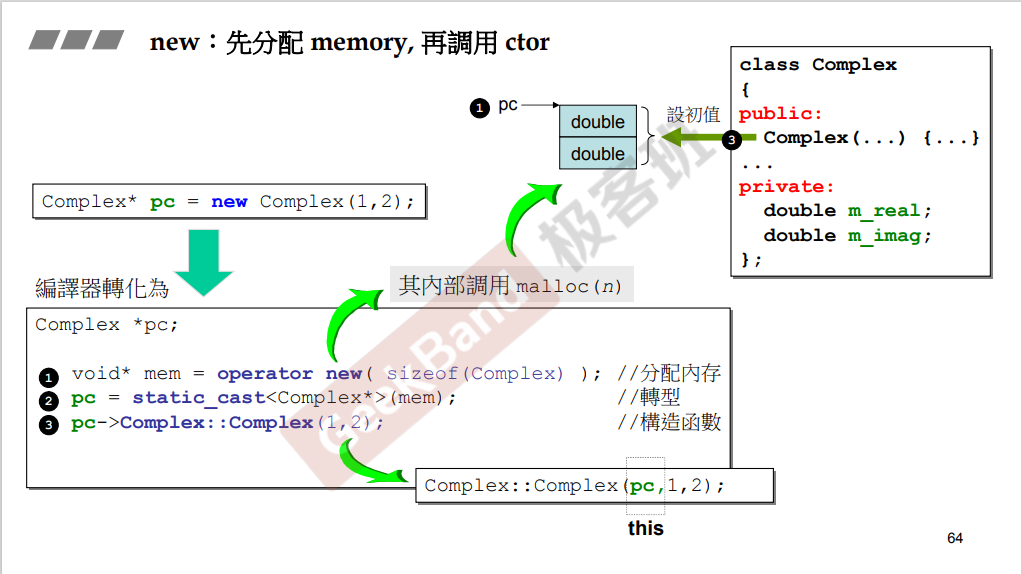 new：先分配 memory, 再調用 ctor
Complex* pc = new Complex(1,2);
編譯器轉化為
Complex *pc;
1 void* mem = operator new( sizeof(Complex) ); //分配內存
2 pc = static_cast<Complex*>(mem); //轉型
3 pc->Complex::Complex(1,2); //構造函數
其內部調用 malloc(n)
Complex::Complex(pc,1,2);
this
1 pc
double
double
設初值
3
class Complex
{
public:
Complex(...) {...}
...
private:
double m_real;
double m_imag;
};
GeekBand 极客班
64